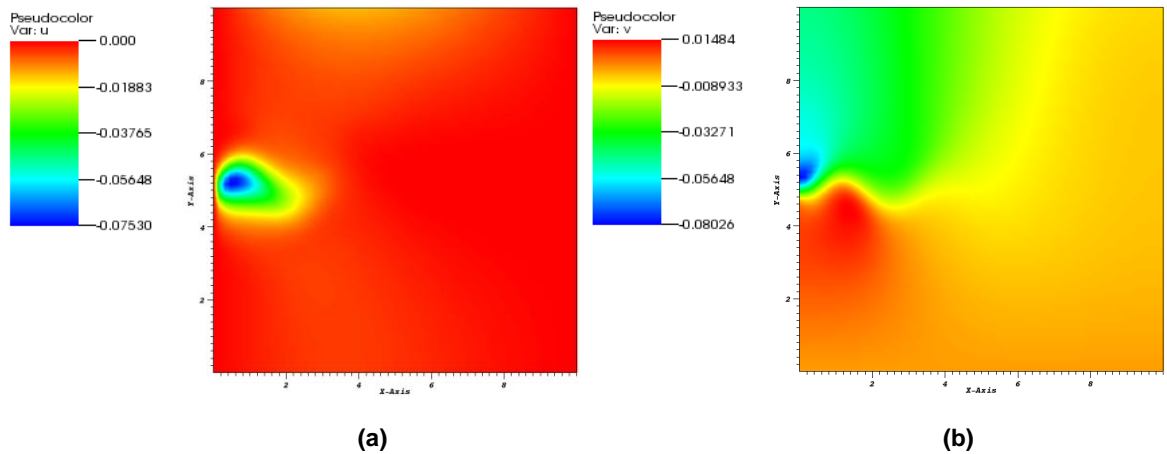 Pseudocolor
Var: u
0.000
-0.01883
-0.03765
-0.05648
-0.07530
Y-Axis
8
6
4
2
2 4 6 8
X-Axis
(a)
Pseudocolor
Var: v
0.01484
-0.008933
-0.03271
-0.05648
-0.08026
Y-Axis
8
6
4
2
2 4 6 8
X-Axis
(b)